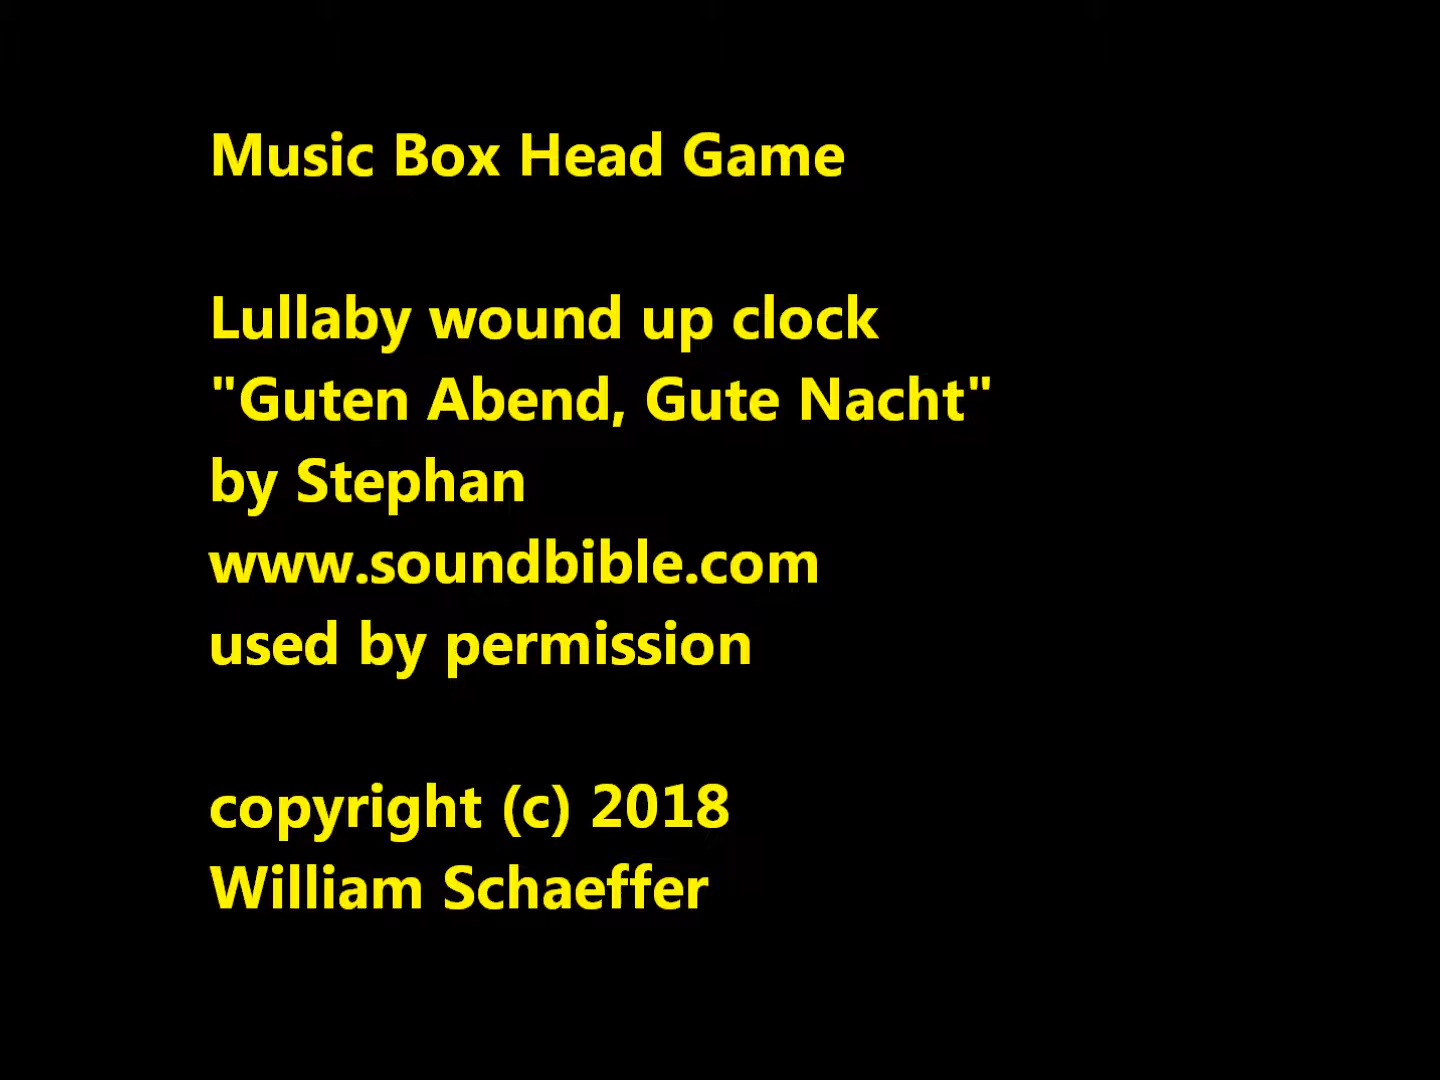 Music Box Head Game
Lullaby wound up clock
"Guten Abend, Gute Nacht"
by Stephan
www.soundbible.com
used by permission
copyright (c) 2018
William Schaeffer